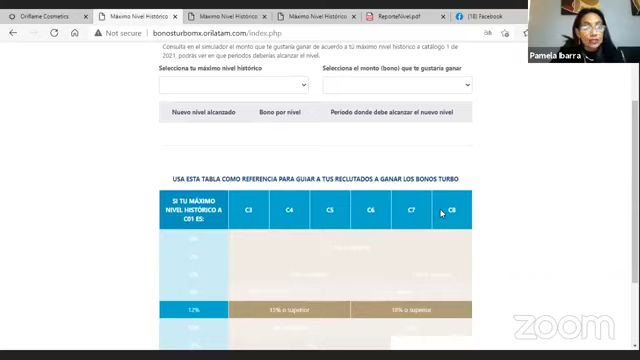 Oriflame Cosmetics
Máximo Nivel Histórico
Máximo Nivel Histórico
Máximo Nivel Histórico
ReporteNivel.pdf
(18) Facebook
Not secure | bonosturbomx.orilatam.com/index.php
Pamela Ibarra
Consulta en el simulador el monto que te gustaría ganar de acuerdo a tú máximo nivel histórico a catálogo 1 de
2021, podrás ver en que periodos deberías alcanzar el nivel.
Selecciona tu máximo nivel histórico
Selecciona el monto (bono) que te gustaría ganar
Nuevo nivel alcanzado Bono por nivel Periodo donde debe alcanzar el nuevo nivel
USA ESTA TABLA COMO REFERENCIA PARA GUIAR A TUS RECLUTADOS A GANAR LOS BONOS TURBO
SI TU MÁXIMO
NIVEL HISTÓRICO A
C01 ES:
C3 C4 C5 C6 C7 C8
12% 15% o superior 18% o superior
zoom